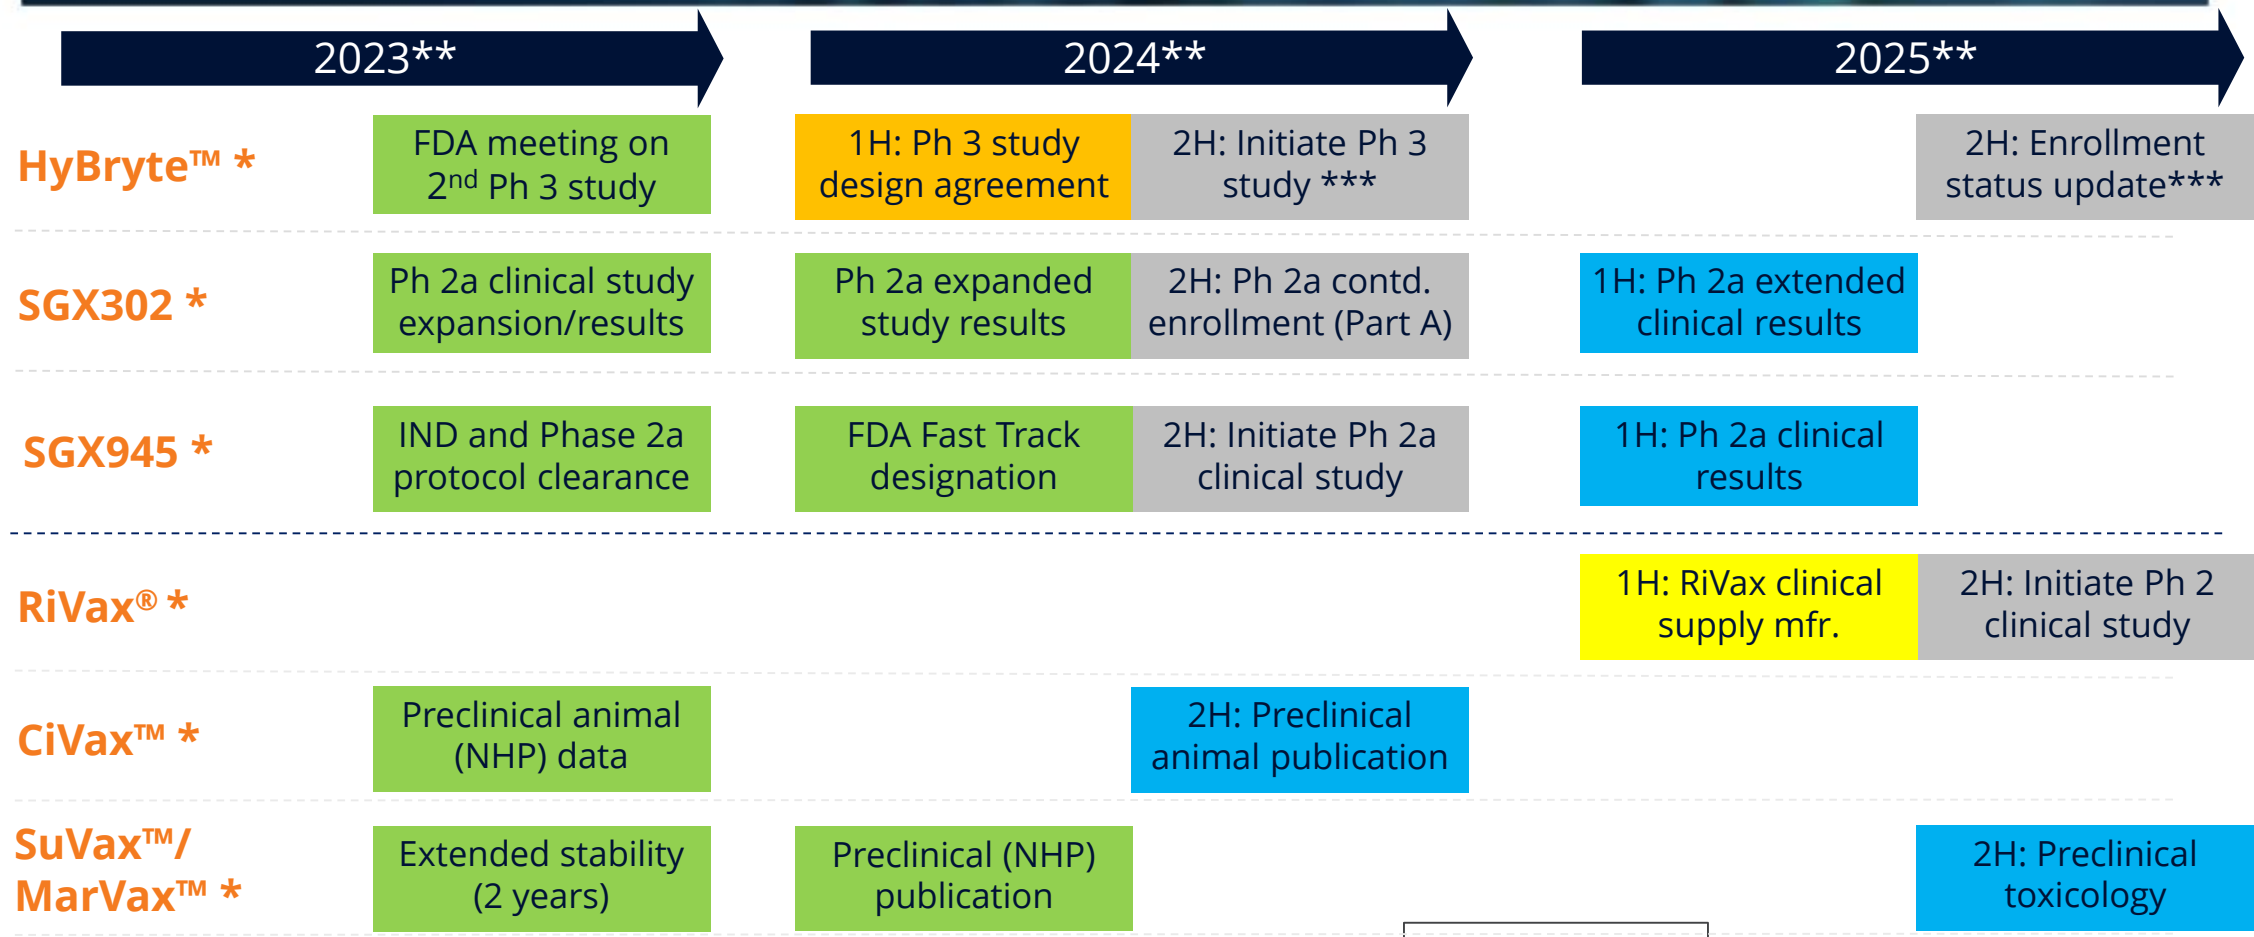 2023**
2024**
2025**
HyBryte™ *
FDA meeting on
2nd Ph 3 study
1H: Ph 3 study
design agreement
2H: Initiate Ph 3
study ***
2H: Enrollment
status update***
SGX302 *
Ph 2a clinical study
expansion/results
Ph 2a expanded
study results
2H: Ph 2a contd.
enrollment (Part A)
1H: Ph 2a extended
clinical results
SGX945 *
IND and Phase 2a
protocol clearance
FDA Fast Track
designation
2H: Initiate Ph 2a
clinical study
1H: Ph 2a clinical
results
RiVax® *
1H: RiVax clinical
supply mfr.
2H: Initiate Ph 2
clinical study
CiVax™ *
Preclinical animal
(NHP) data
2H: Preclinical
animal publication
SuVax™/
MarVax™ *
Extended stability
(2 years)
Preclinical (NHP)
publication
2H: Preclinical
toxicology